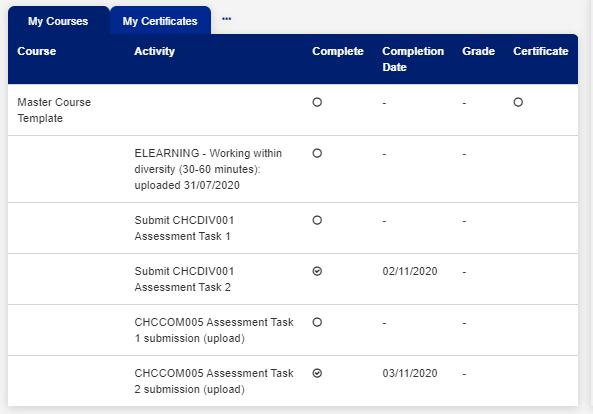 My Courses My Certificates ...
Course Activity Complete Completion Date Grade Certificate
Master Course
Template - -
ELEARNING - Working within
diversity (30-60 minutes):
uploaded 31/07/2020 - -
Submit CHCDIV001
Assessment Task 1 - -
Submit CHCDIV001
Assessment Task 2 02/11/2020 -
CHCCOM005 Assessment Task
1 submission (upload) - -
CHCCOM005 Assessment Task
2 submission (upload) 03/11/2020 -